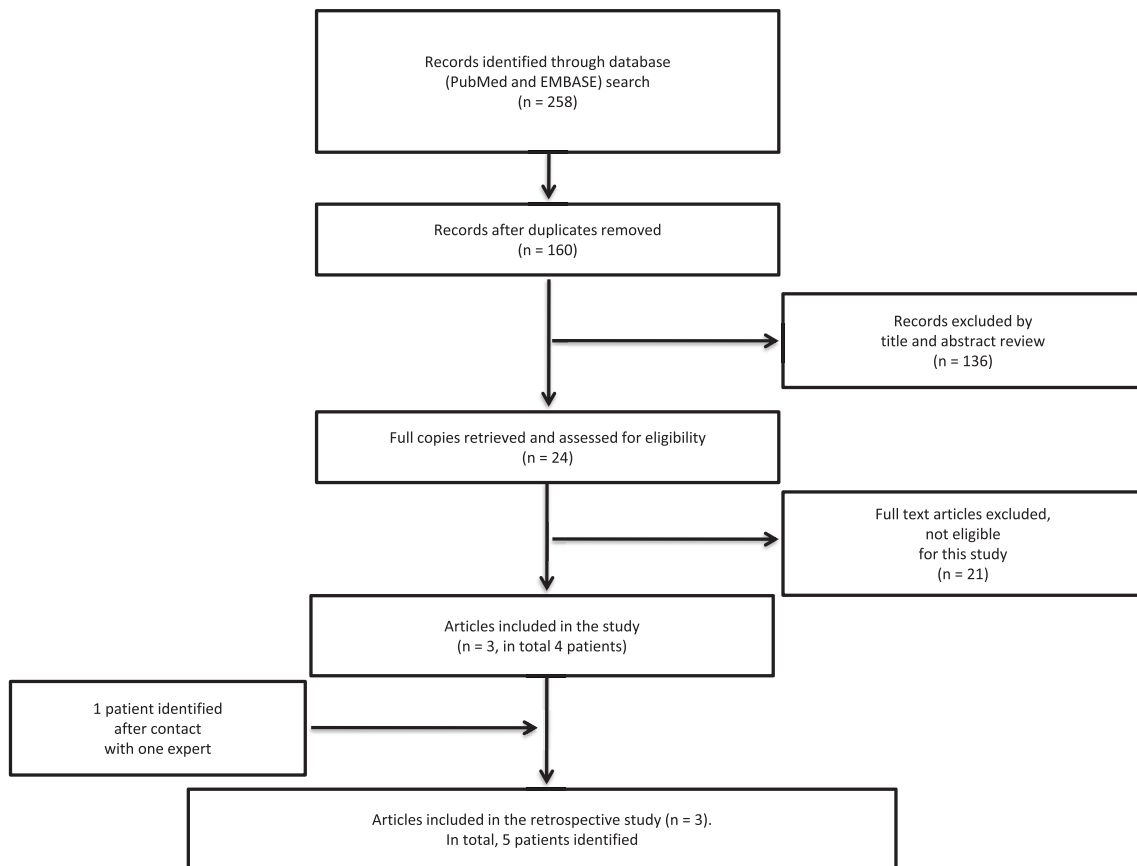 Records identified through database
(PubMed and EMBASE) search
(n = 258)
Records after duplicates removed
(n = 160)
Records excluded by
title and abstract review
(n = 136)
Full copies retrieved and assessed for eligibility
(n = 24)
Full text articles excluded,
not eligible
for this study
(n = 21)
Articles included in the study
(n = 3, in total 4 patients)
1 patient identified
after contact
with one expert
Articles included in the retrospective study (n = 3).
In total, 5 patients identified